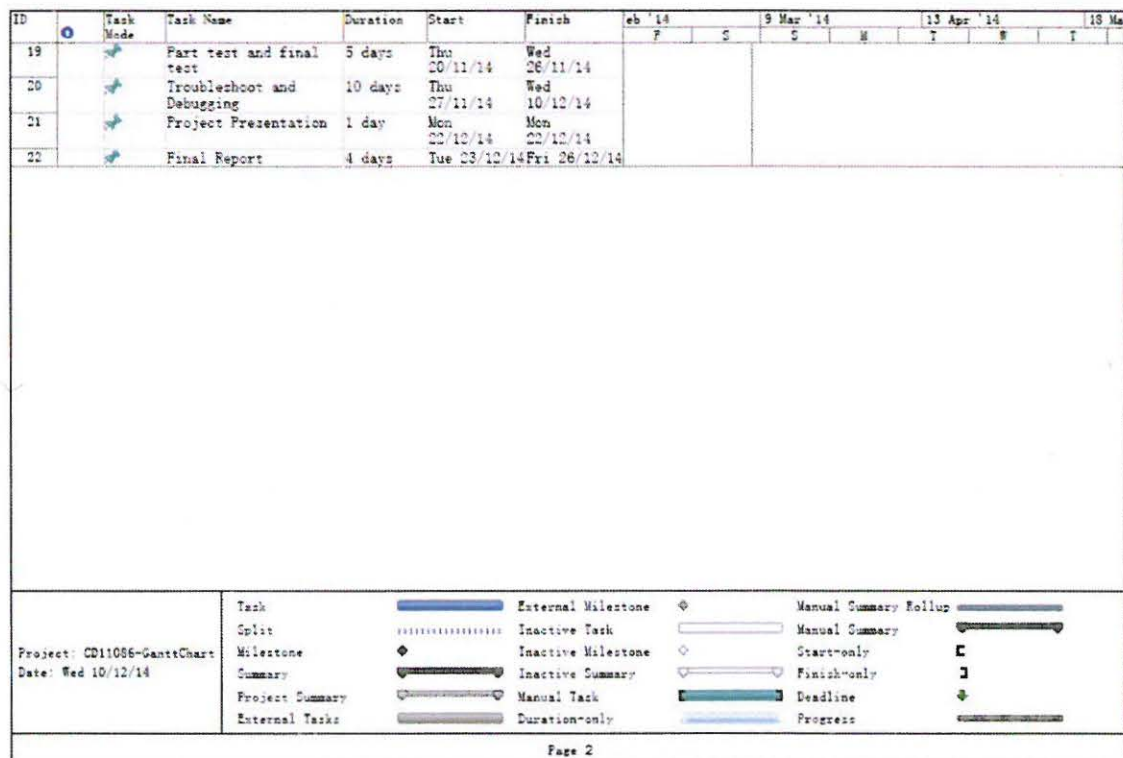 ID Task Mode Task Name Duration Start Finish eb '14 9 Mar '14 13 Apr '14 18 Ma
F S S M T W T
19 Part test and final test 5 days Thu 20/11/14 Wed 26/11/14
20 Troubleshoot and Debugging 10 days Thu 27/11/14 Wed 10/12/14
21 Project Presentation 1 day Mon 22/12/14 Mon 22/12/14
22 Final Report 4 days Tue 23/12/14 Fri 26/12/14
Project: CD11086-GanttChart
Date: Wed 10/12/14
Task External Milestone Manual Summary Rollup
Split Inactive Task Manual Summary
Milestone Inactive Milestone Start-only
Summary Inactive Summary Finish-only
Project Summary Manual Task Deadline
External Tasks Duration-only Progress
Page 2